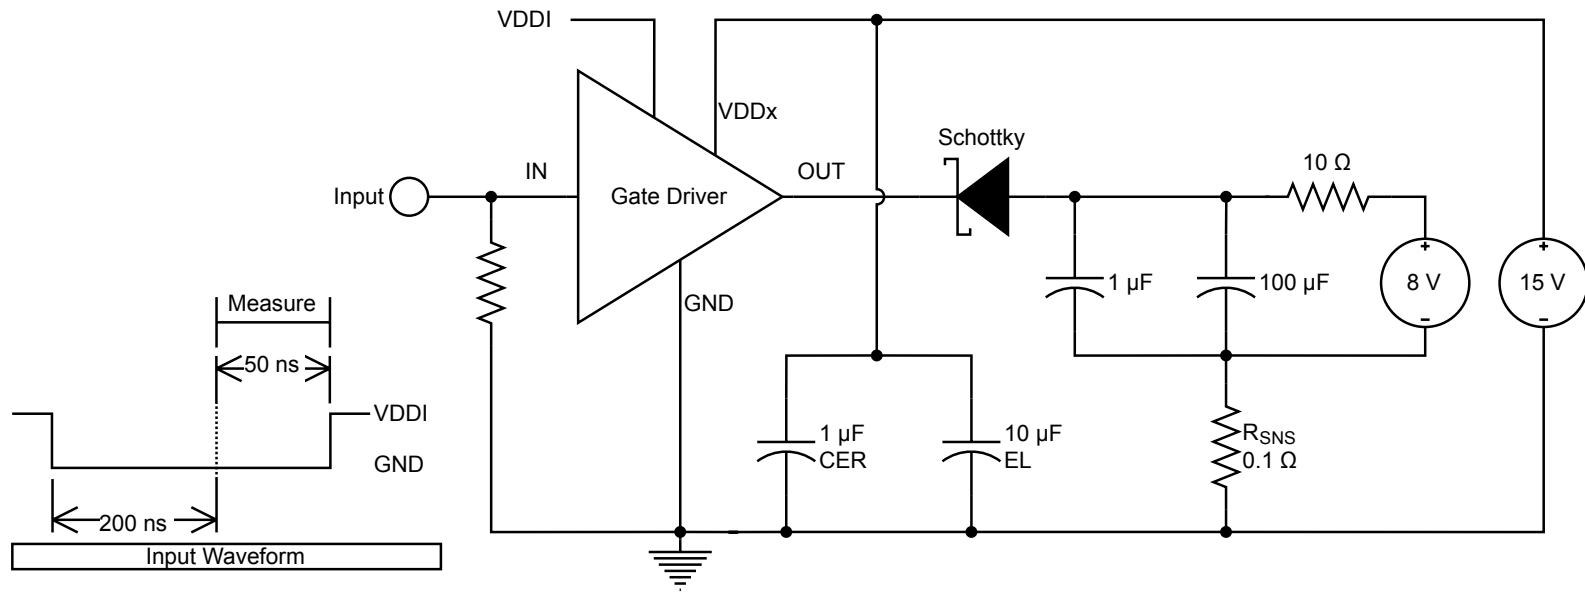 VDDI
VDDx
Schottky
IN
OUT
10 Ω
Input
Gate Driver
GND
1 µF
100 µF
8 V
15 V
+
−
+
−
Measure
50 ns
VDDI
GND
200 ns
Input Waveform
1 µF
CER
10 µF
EL
RSNS
0.1 Ω